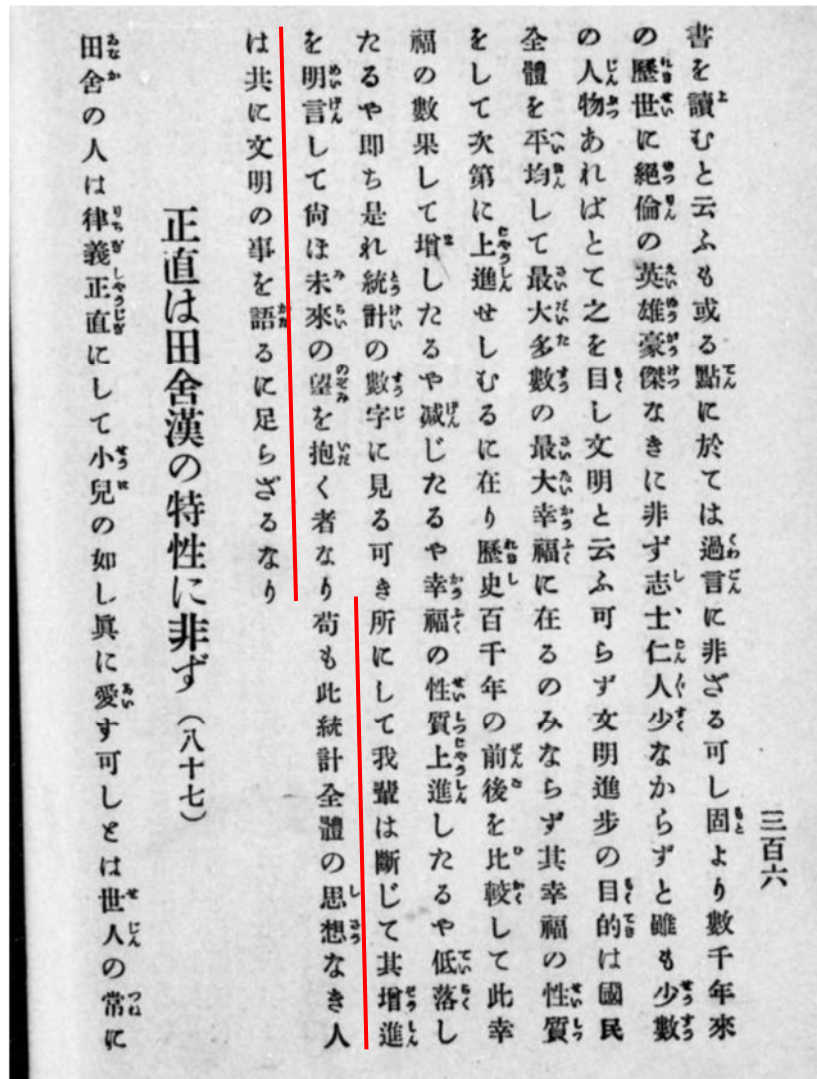 三百六
書を讀むと云ふも或る點に於ては過言に非ざる可し固より數千年來
の歷世に絕倫の英雄豪傑なきに非ず志士仁人少なからずと雖も少數
の人物あればとて之を目し文明と云ふ可らず文明進步の目的は國民
全體を平均して最大多數の最大幸福に在るのみならず其幸福の性質
をして次第に上進せしむるに在り歷史百千年の前後を比較して此幸
福の數果して增したるや減じたるや幸福の性質上進したるや低落し
たるや即ち是れ統計の數字に見る可き所にして我輩は斷じて其增進
を明言して尙ほ未來の望を抱く者なり苟も此統計全體の思想なき人
は共に文明の事を語るに足らざるなり
正直は田舍漢の特性に非ず（八十七）
田舍の人は律義正直にして小兒の如し眞に愛す可しとは世人の常に